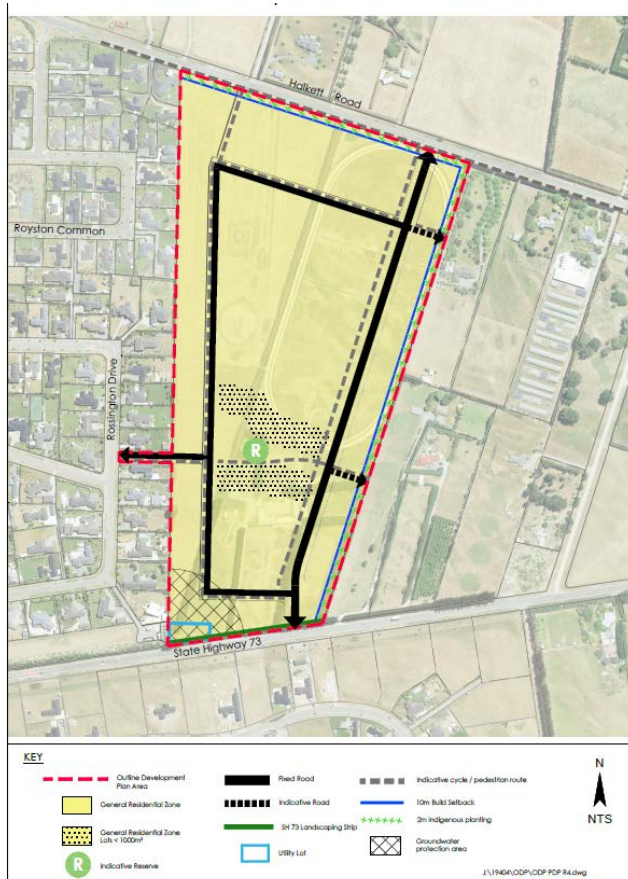 Halkett Road
Royston Common
Rossington Drive
R
State Highway 73
KEY
Outline Development
Plan Area
General Residential Zone
General Residential Zone
Lots < 1000m²
R
Indicative Reserve
Fixed Road
Indicative Road
SH 73 Landscaping Strip
Utility Lot
Indicative cycle / pedestrian route
10m Build Setback
2m indigenous planting
Groundwater
protection area
N
NTS
J:\19404\ODP\ODP PDP R4.dwg